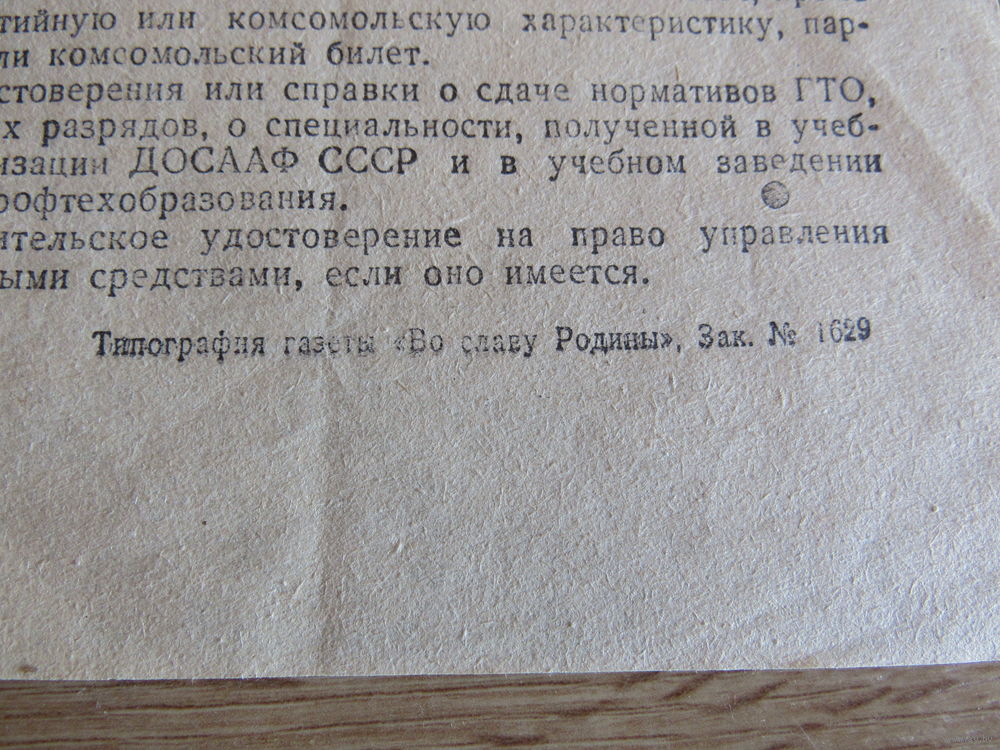 тийную или комсомольскую характеристику, пар-
ли комсомольский билет.
стоверения или справки о сдаче нормативов ГТО,
х разрядов, о специальности, полученной в учеб-
изации ДОСААФ СССР и в учебном заведении
рофтехобразования.
ительское удостоверение на право управления
ыми средствами, если оно имеется.
Типография газеты «Во славу Родины», Зак. № 1629